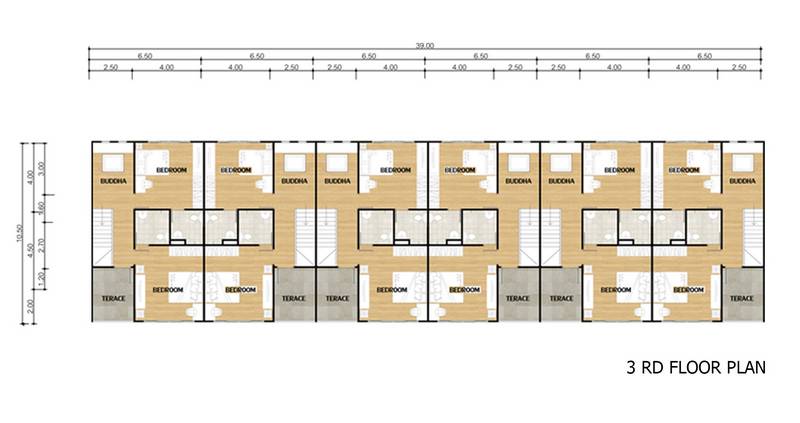 39.00
6.50 6.50 6.50 6.50 6.50 6.50
2.50 4.00 4.00 2.50 2.50 4.00 4.00 2.50 2.50 4.00 4.00 2.50
10.50
4.00 4.50 2.00
3.00 1.60 2.70 1.20
BEDROOM BEDROOM BEDROOM BEDROOM BEDROOM BEDROOM
BUDDHA BUDDHA BUDDHA BUDDHA BUDDHA BUDDHA
BEDROOM BEDROOM BEDROOM BEDROOM BEDROOM BEDROOM
TERACE TERACE TERACE TERACE TERACE TERACE
3 RD FLOOR PLAN